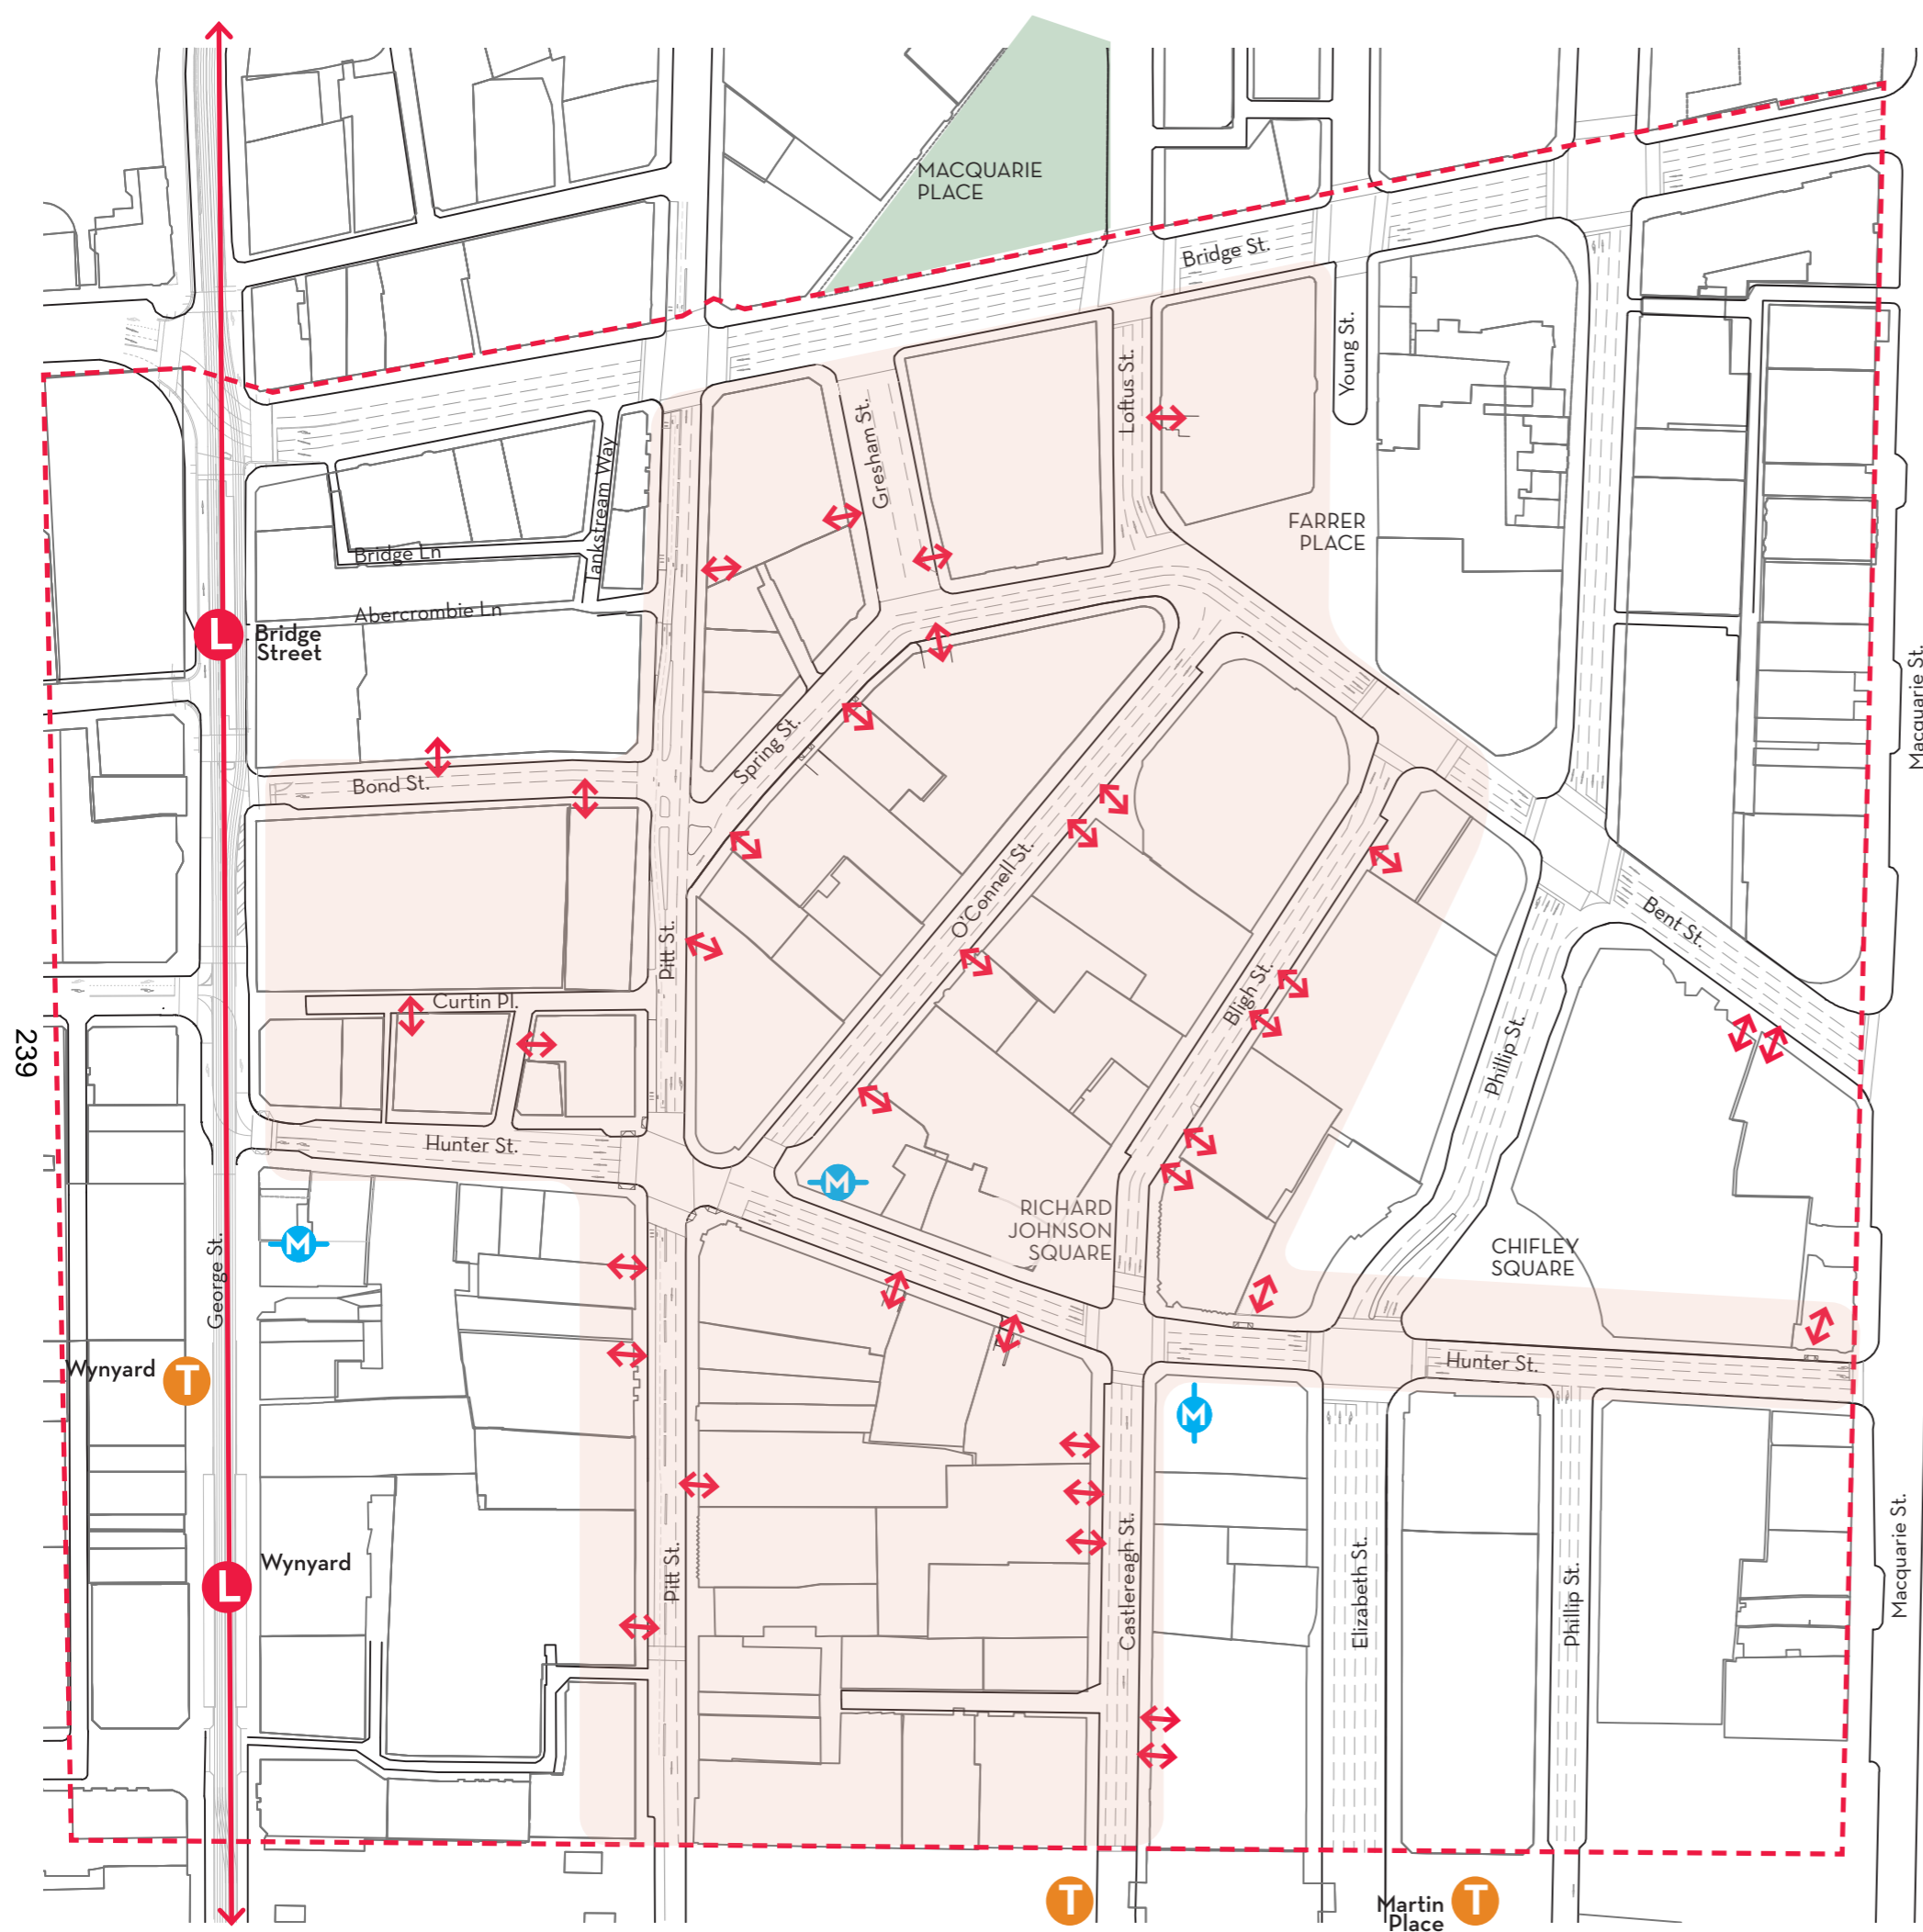 MACQUARIE
PLACE
Bridge St.
Young St.
Loftus St.
Gresham St.
Tankstream Way
FARRER
PLACE
Bridge Ln
Abercrombie Ln
L
Bridge
Street
Macquarie St.
Spring St.
Bond St.
O'Connell St.
Pitt St.
Bent St.
Curtin Pl.
Bligh St.
Phillip St.
239
Hunter St.
M
RICHARD
JOHNSON
SQUARE
M
George St.
CHIFLEY
SQUARE
Wynyard
T
Hunter St.
M
Wynyard
L
Pitt St.
Castlereagh St.
Elizabeth St.
Phillip St.
Macquarie St.
T
Martin
Place
T